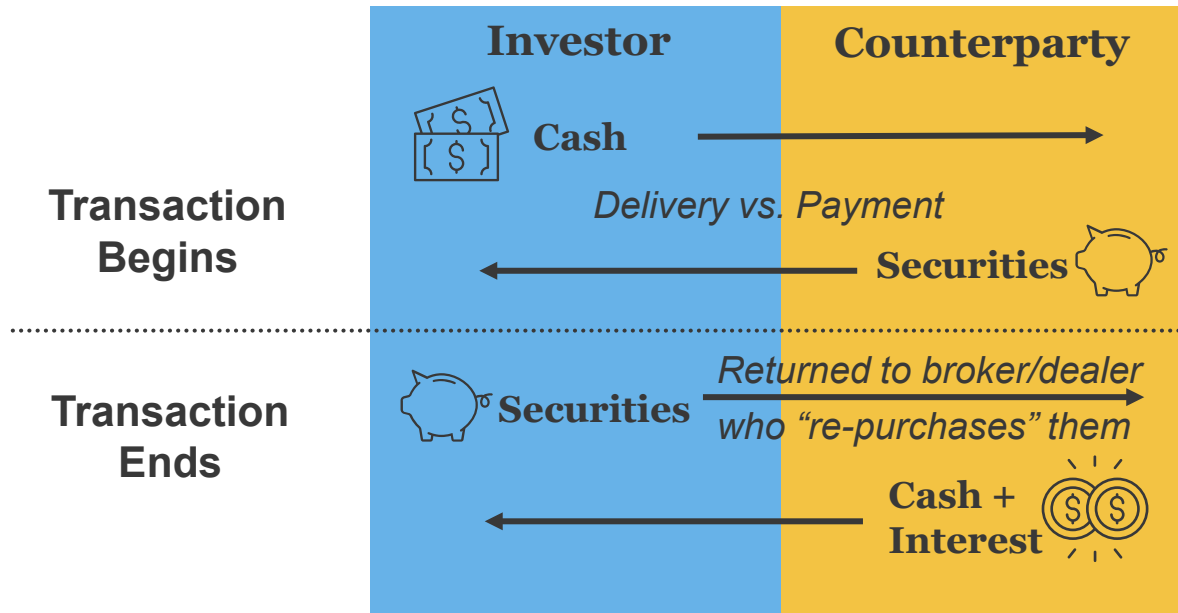 Investor
Counterparty
Cash
Transaction
Begins
Delivery vs. Payment
Securities
Transaction
Ends
Securities
Returned to broker/dealer
who “re-purchases” them
Cash +
Interest